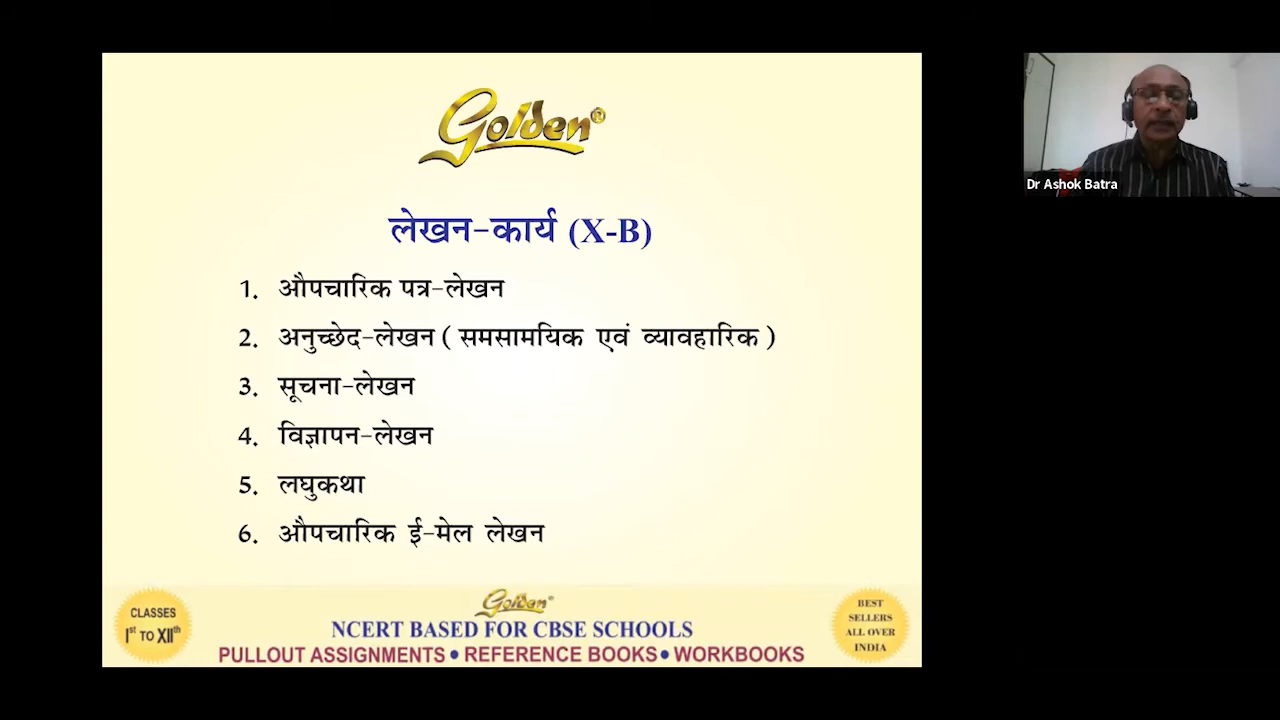 Golden®
लेखन-कार्य (X-B)
1. औपचारिक पत्र-लेखन
2. अनुच्छेद-लेखन ( समसामयिक एवं व्यावहारिक )
3. सूचना-लेखन
4. विज्ञापन-लेखन
5. लघुकथा
6. औपचारिक ई-मेल लेखन
CLASSES
Ist TO XIIth
Golden®
NCERT BASED FOR CBSE SCHOOLS
PULLOUT ASSIGNMENTS • REFERENCE BOOKS • WORKBOOKS
BEST
SELLERS
ALL OVER
INDIA
Dr Ashok Batra